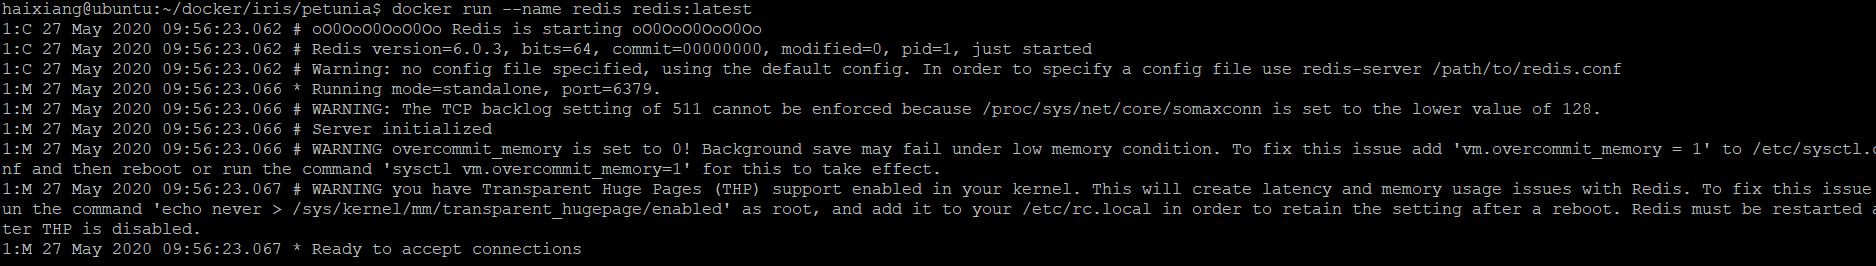 haixiang@ubuntu:~/docker/iris/petunia$ docker run --name redis redis:latest
1:C 27 May 2020 09:56:23.062 # oO0OoO0OoO0Oo Redis is starting oO0OoO0OoO0Oo
1:C 27 May 2020 09:56:23.062 # Redis version=6.0.3, bits=64, commit=00000000, modified=0, pid=1, just started
1:C 27 May 2020 09:56:23.062 # Warning: no config file specified, using the default config. In order to specify a config file use redis-server /path/to/redis.conf
1:M 27 May 2020 09:56:23.066 * Running mode=standalone, port=6379.
1:M 27 May 2020 09:56:23.066 # WARNING: The TCP backlog setting of 511 cannot be enforced because /proc/sys/net/core/somaxconn is set to the lower value of 128.
1:M 27 May 2020 09:56:23.066 # Server initialized
1:M 27 May 2020 09:56:23.066 # WARNING overcommit_memory is set to 0! Background save may fail under low memory condition. To fix this issue add 'vm.overcommit_memory = 1' to /etc/sysctl.c
nf and then reboot or run the command 'sysctl vm.overcommit_memory=1' for this to take effect.
1:M 27 May 2020 09:56:23.067 # WARNING you have Transparent Huge Pages (THP) support enabled in your kernel. This will create latency and memory usage issues with Redis. To fix this issue
un the command 'echo never > /sys/kernel/mm/transparent_hugepage/enabled' as root, and add it to your /etc/rc.local in order to retain the setting after a reboot. Redis must be restarted a
ter THP is disabled.
1:M 27 May 2020 09:56:23.067 * Ready to accept connections